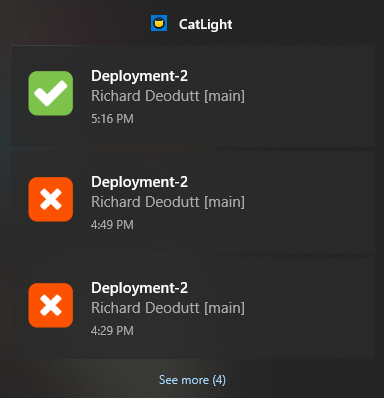 CatLight
Deployment-2
Richard Deodutt [main]
5:16 PM
Deployment-2
Richard Deodutt [main]
4:49 PM
Deployment-2
Richard Deodutt [main]
4:29 PM
See more (4)